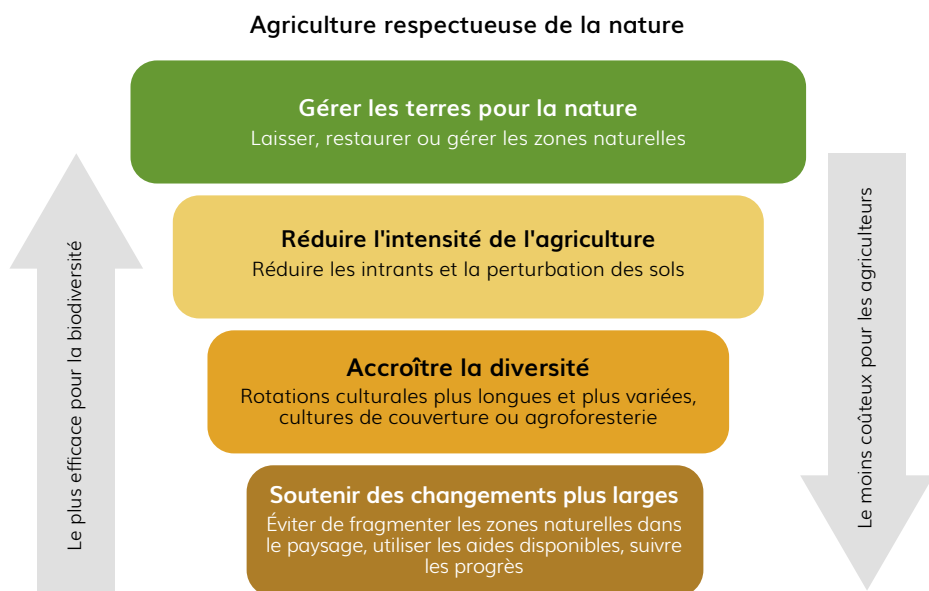 Agriculture respectueuse de la nature
Gérer les terres pour la nature
Laisser, restaurer ou gérer les zones naturelles
Réduire l'intensité de l'agriculture
Réduire les intrants et la perturbation des sols
Accroître la diversité
Rotations culturales plus longues et plus variées,
cultures de couverture ou agroforesterie
Soutenir des changements plus larges
Éviter de fragmenter les zones naturelles dans
le paysage, utiliser les aides disponibles, suivre
les progrès
Le plus efficace pour la biodiversité
Le moins coûteux pour les agriculteurs